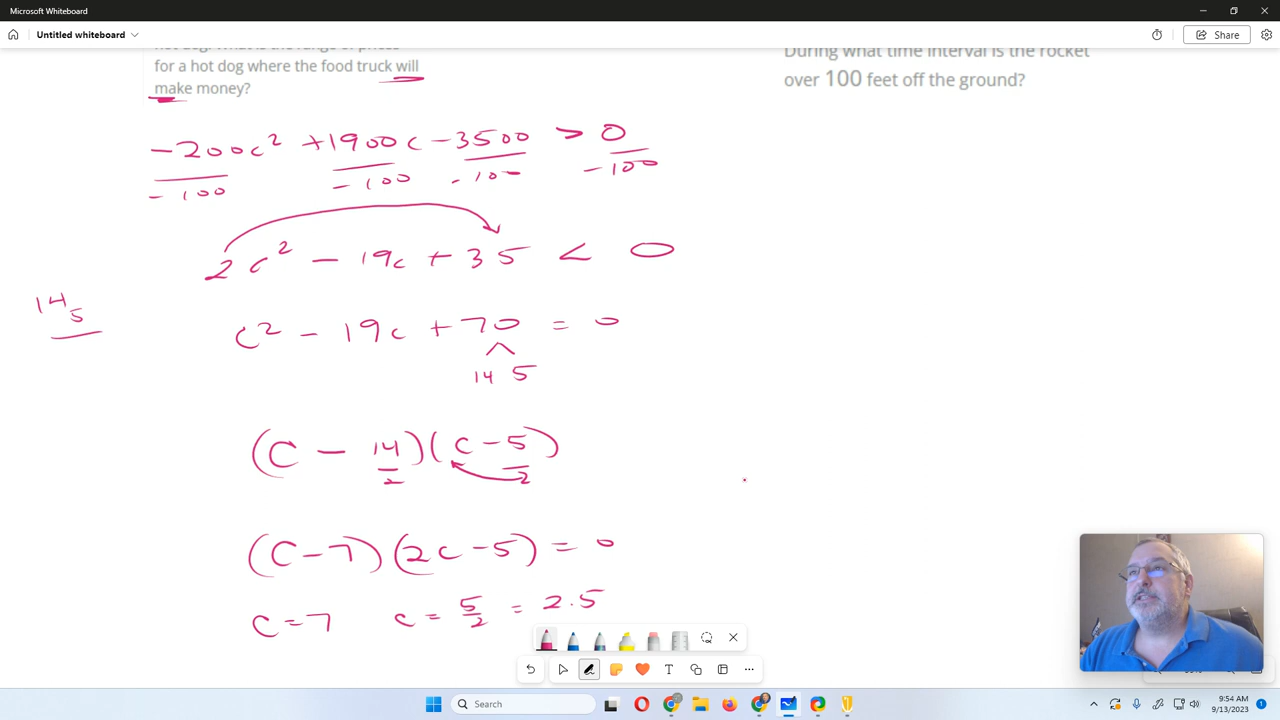 Microsoft Whiteboard
Untitled whiteboard
Share
for a hot dog where the food truck will
make money?
During what time interval is the rocket
over 100 feet off the ground?
-200c² +1900c -3500 > 0
-100 -100 -100 -100
2c² - 19c + 35 < 0
14
5
c² - 19c + 70 = 0
14 5
(c - 14/2)(c - 5/2)
(c - 7)(2c - 5) = 0
c = 7 c = 5/2 = 2.5
T
Search
9:54 AM
9/13/2023